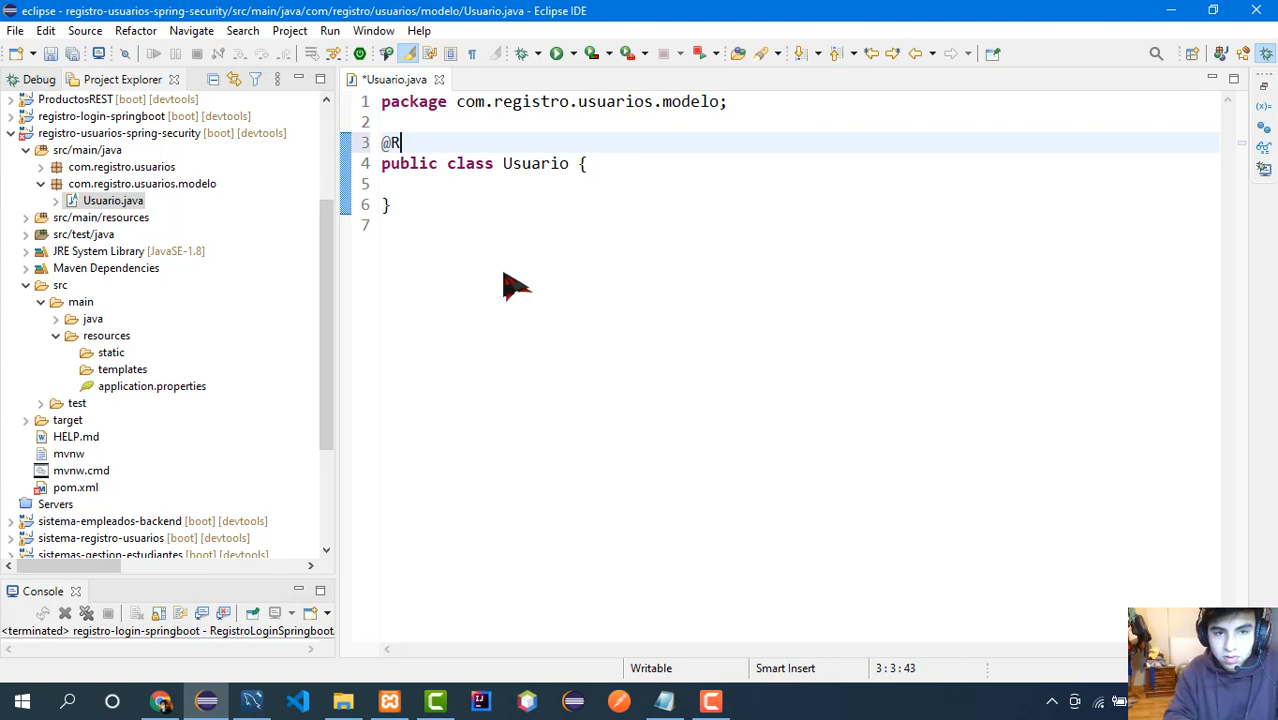 eclipse - registro-usuarios-spring-security/src/main/java/com/registro/usuarios/modelo/Usuario.java - Eclipse IDE
File Edit Source Refactor Navigate Search Project Run Window Help
Debug Project Explorer
*Usuario.java
ProductosREST [boot] [devtools]
registro-login-springboot [boot] [devtools]
registro-usuarios-spring-security [boot] [devtools]
src/main/java
com.registro.usuarios
com.registro.usuarios.modelo
Usuario.java
src/main/resources
src/test/java
JRE System Library [JavaSE-1.8]
Maven Dependencies
src
main
java
resources
static
templates
application.properties
test
target
HELP.md
mvnw
mvnw.cmd
pom.xml
Servers
sistema-empleados-backend [boot] [devtools]
sistema-registro-usuarios [boot] [devtools]
sistemas-gestion-estudiantes [boot] [devtools]
1 package com.registro.usuarios.modelo;
2
3 @R
4 public class Usuario {
5
6 }
7
Console
<terminated> registro-login-springboot - RegistroLoginSpringboot
Writable Smart Insert 3:3:43